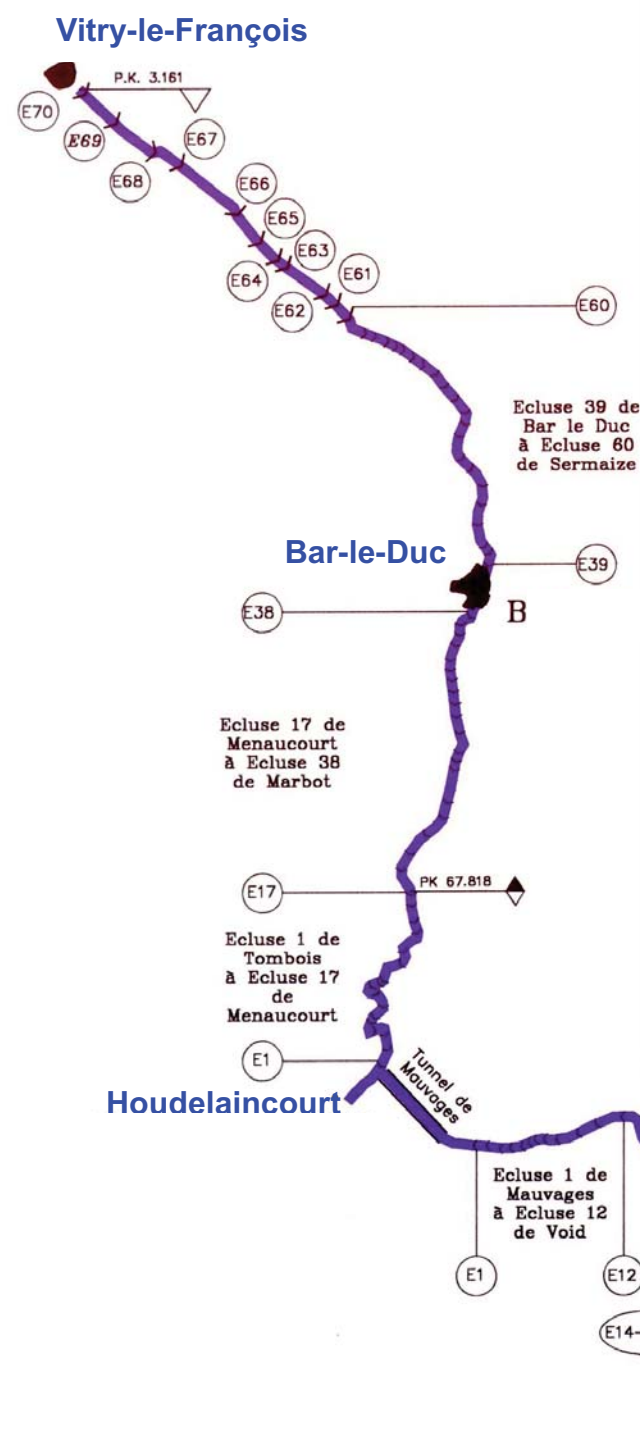 Vitry-le-François
P.K. 3.161
E70
E69
E67
E68
E66
E65
E63
E64
E61
E62
E60
Ecluse 39 de
Bar le Duc
à Ecluse 60
de Sermaize
Bar-le-Duc
E39
E38
B
Ecluse 17 de
Menaucourt
à Ecluse 38
de Marbot
E17
PK 67.818
Ecluse 1 de
Tombois
à Ecluse 17
de
Menaucourt
E1
Tunnel de
Mauvages
Houdelaincourt
Ecluse 1 de
Mauvages
à Ecluse 12
de Void
E1
E12
E14-